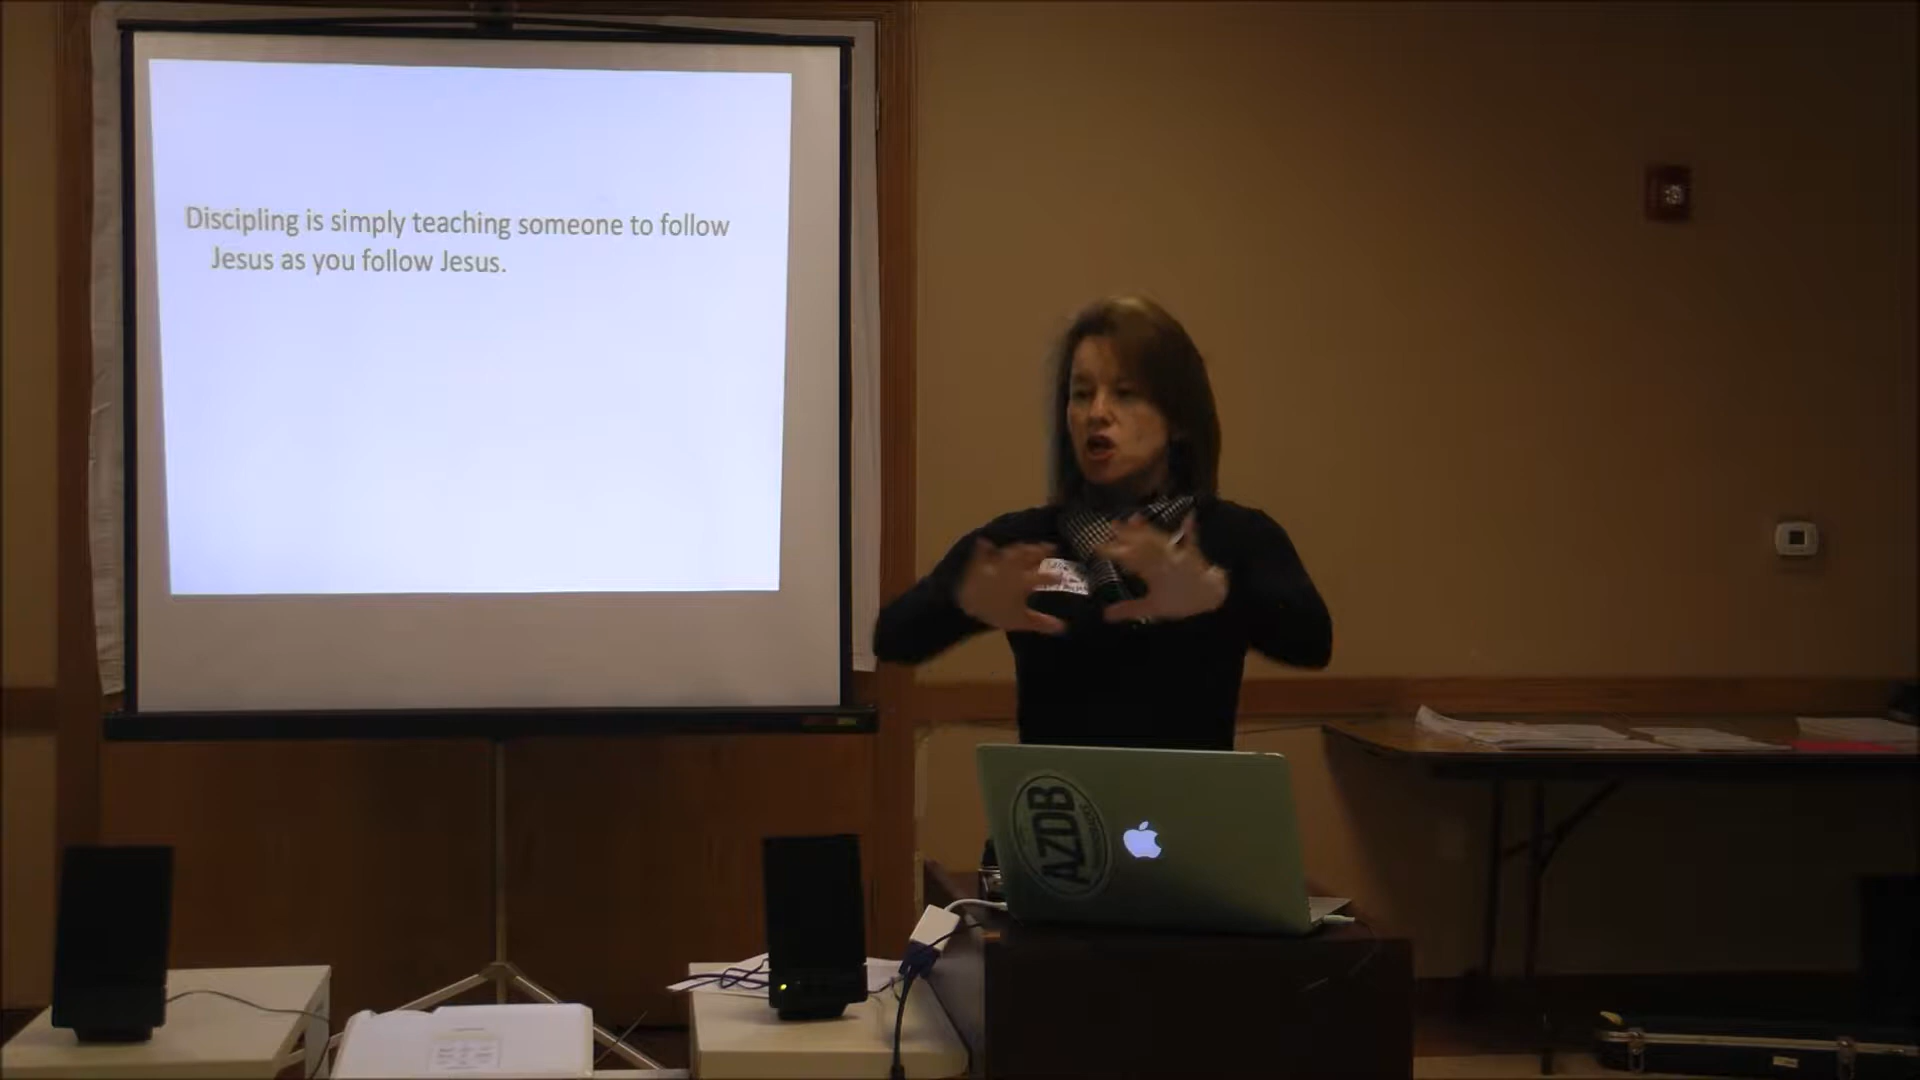 Discipling is simply teaching someone to follow
Jesus as you follow Jesus.
AZDB